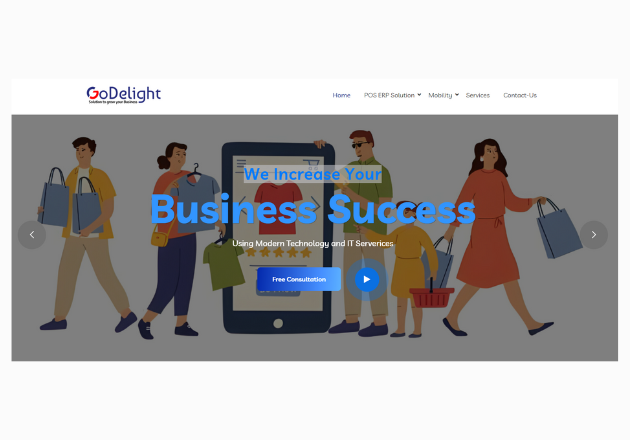 GoDelight
Solution to grow your Business
Home POS ERP Solution Mobility Services Contact-Us
We Increase Your
Business Success
Using Modern Technology and IT Serverices
Free Consultation